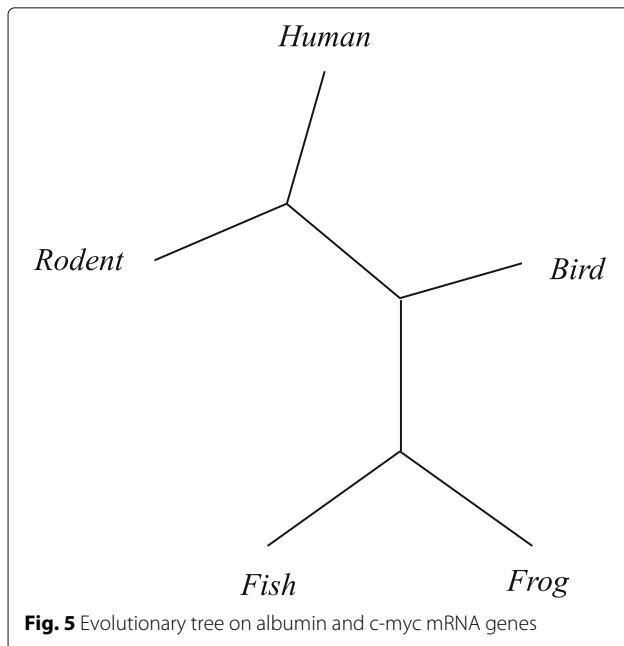 Human
Rodent
Bird
Fish
Frog
Fig. 5 Evolutionary tree on albumin and c-myc mRNA genes